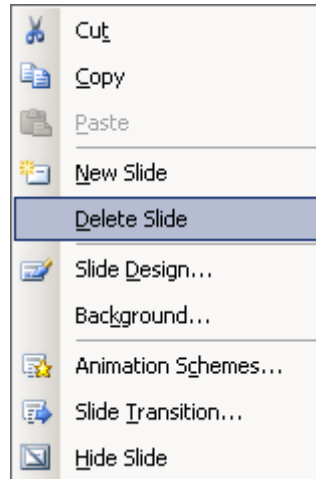 Cut
Copy
Paste
New Slide
Delete Slide
Slide Design...
Background...
Animation Schemes...
Slide Transition...
Hide Slide